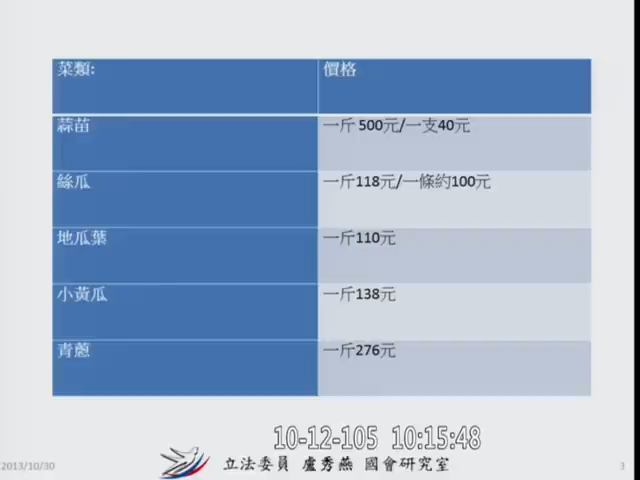 菜類: 價格
蒜苗 一斤 500元/一支40元
絲瓜 一斤118元/一條約100元
地瓜葉 一斤110元
小黃瓜 一斤138元
青蔥 一斤276元
10-12-105 10:15:48
2013/10/30 立法委員 盧秀燕 國會研究室 3